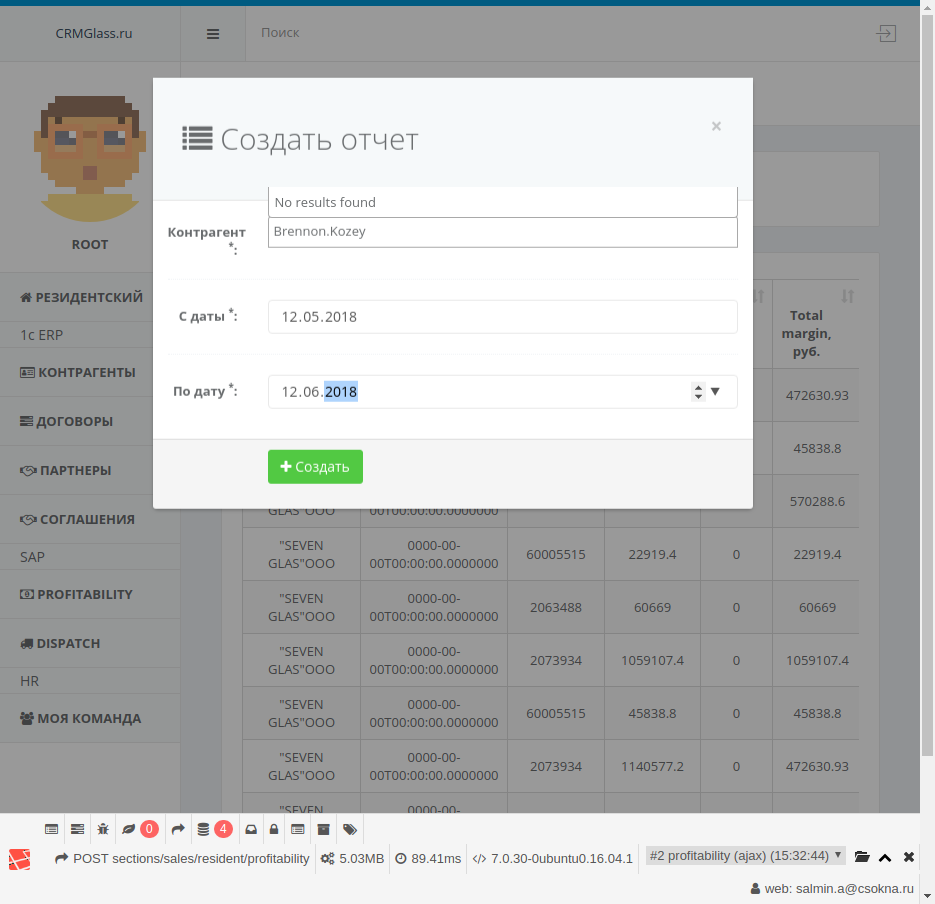 CRMGlass.ru
Поиск
ROOT
РЕЗИДЕНТСКИЙ
1c ERP
КОНТРАГЕНТЫ
ДОГОВОРЫ
ПАРТНЕРЫ
СОГЛАШЕНИЯ
SAP
PROFITABILITY
DISPATCH
HR
МОЯ КОМАНДА
Создать отчет
×
No results found
Контрагент
*:
Brennon.Kozey
С даты *:
12.05.2018
По дату *:
12.06.2018
Создать
Total
margin,
руб.
472630.93
45838.8
570288.6
GLAS"ООО 00T00:00:00.0000000
"SEVEN
GLAS"ООО
0000-00-
00T00:00:00.0000000
60005515 22919.4 0 22919.4
"SEVEN
GLAS"ООО
0000-00-
00T00:00:00.0000000
2063488 60669 0 60669
"SEVEN
GLAS"ООО
0000-00-
00T00:00:00.0000000
2073934 1059107.4 0 1059107.4
"SEVEN
GLAS"ООО
0000-00-
00T00:00:00.0000000
60005515 45838.8 0 45838.8
"SEVEN
GLAS"ООО
0000-00-
00T00:00:00.0000000
2073934 1140577.2 0 472630.93
"SEVEN 0000-00-
0 4
POST sections/sales/resident/profitability 5.03MB 89.41ms 7.0.30-0ubuntu0.16.04.1 #2 profitability (ajax) (15:32:44)
web: salmin.a@csokna.ru